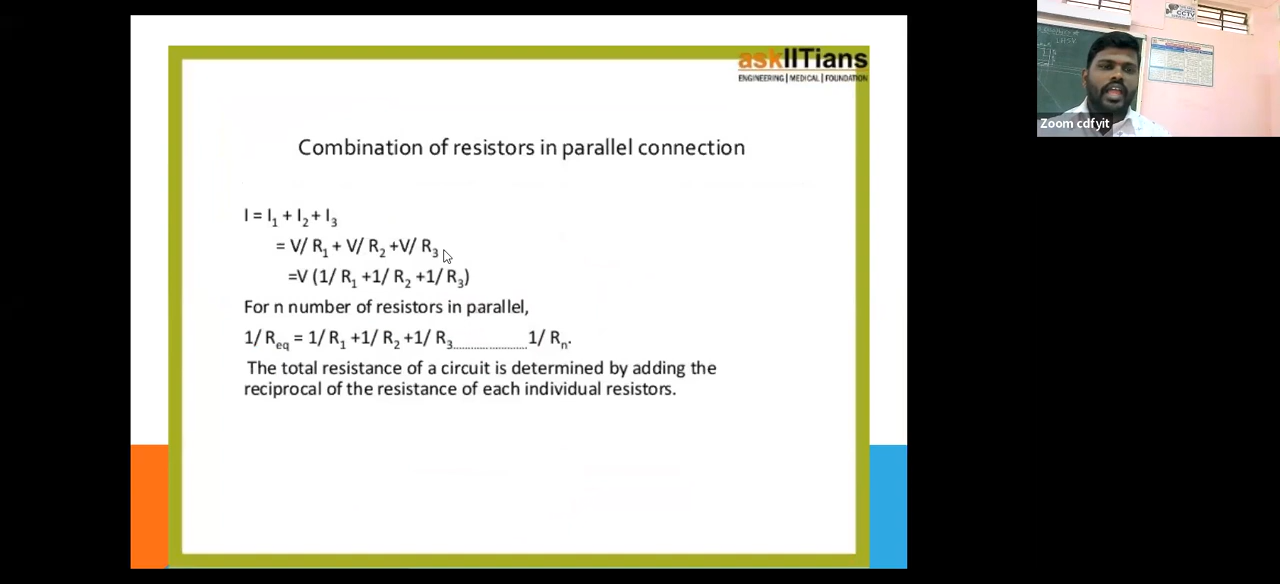 askIITians
ENGINEERING | MEDICAL | FOUNDATION
Combination of resistors in parallel connection
I = I₁ + I₂ + I₃
= V/ R₁ + V/ R₂ +V/ R₃
=V (1/ R₁ +1/ R₂ +1/ R₃)
For n number of resistors in parallel,
1/ Req = 1/ R₁ +1/ R₂ +1/ R₃........................1/ Rₙ.
The total resistance of a circuit is determined by adding the
reciprocal of the resistance of each individual resistors.
CCTV
Zoom cdfyit